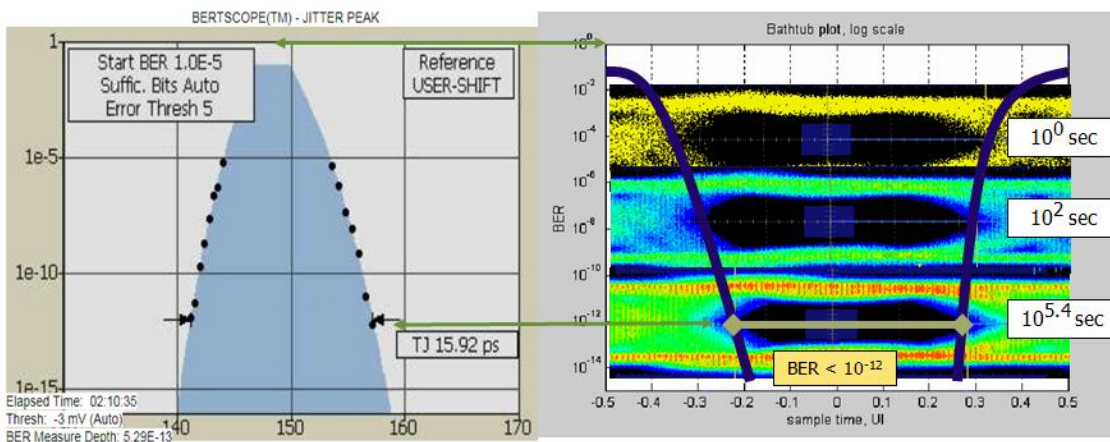 BERTSCOPE(TM) - JITTER PEAK
1
Start BER 1.0E-5
Suffic. Bits Auto
Error Thresh 5
Reference
USER-SHIFT
1e-5
1e-10
TJ 15.92 ps
1e-15
Elapsed Time: 02:10:35
140
150
160
170
Thresh: -3 mV (Auto)
BER Measure Depth: 5.29E-13
Bathtub plot, log scale
10^0
10^-2
10^-4
10^-6
10^-8
10^-10
10^-12
10^-14
BER
10^0 sec
10^2 sec
10^5.4 sec
BER < 10^-12
-0.5 -0.4 -0.3 -0.2 -0.1 0 0.1 0.2 0.3 0.4 0.5
sample time, UI